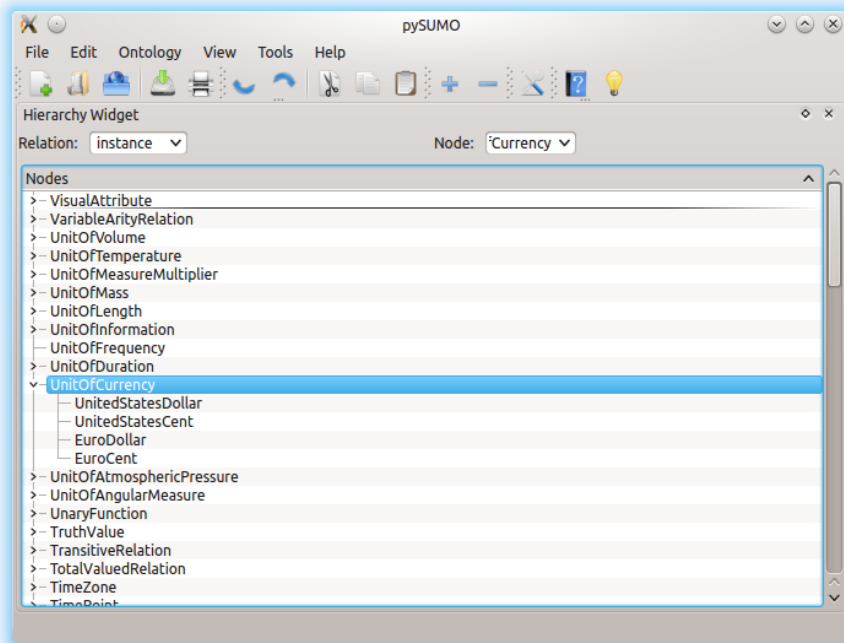 pySUMO
File Edit Ontology View Tools Help
Hierarchy Widget
Relation: instance Node: Currency
Nodes
VisualAttribute
VariableArityRelation
UnitOfVolume
UnitOfTemperature
UnitOfMeasureMultiplier
UnitOfMass
UnitOfLength
UnitOfInformation
UnitOfFrequency
UnitOfDuration
UnitOfCurrency
UnitedStatesDollar
UnitedStatesCent
EuroDollar
EuroCent
UnitOfAtmosphericPressure
UnitOfAngularMeasure
UnaryFunction
TruthValue
TransitiveRelation
TotalValuedRelation
TimeZone
TimePoint